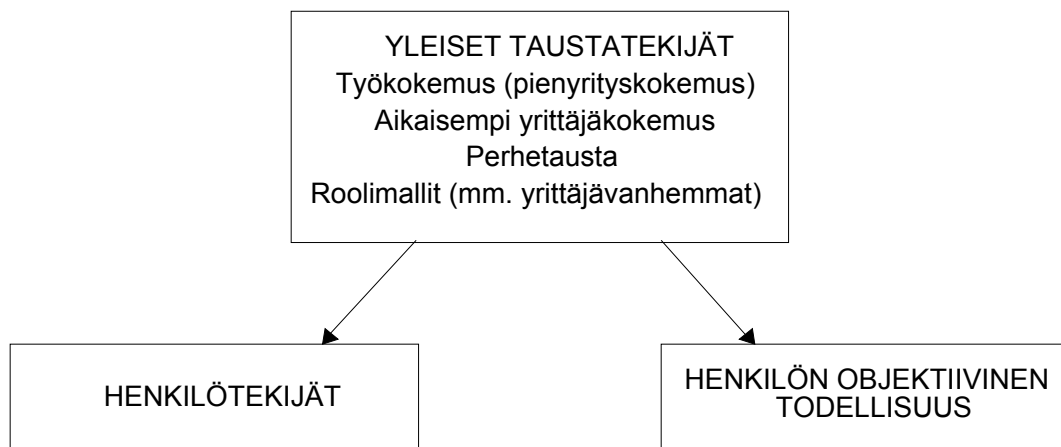 YLEISET TAUSTATEKIJÄT
Työkokemus (pienyrityskokemus)
Aikaisempi yrittäjäkokemus
Perhetausta
Roolimallit (mm. yrittäjävanhemmat)
HENKILÖTEKIJÄT
HENKILÖN OBJEKTIIVINEN
TODELLISUUS